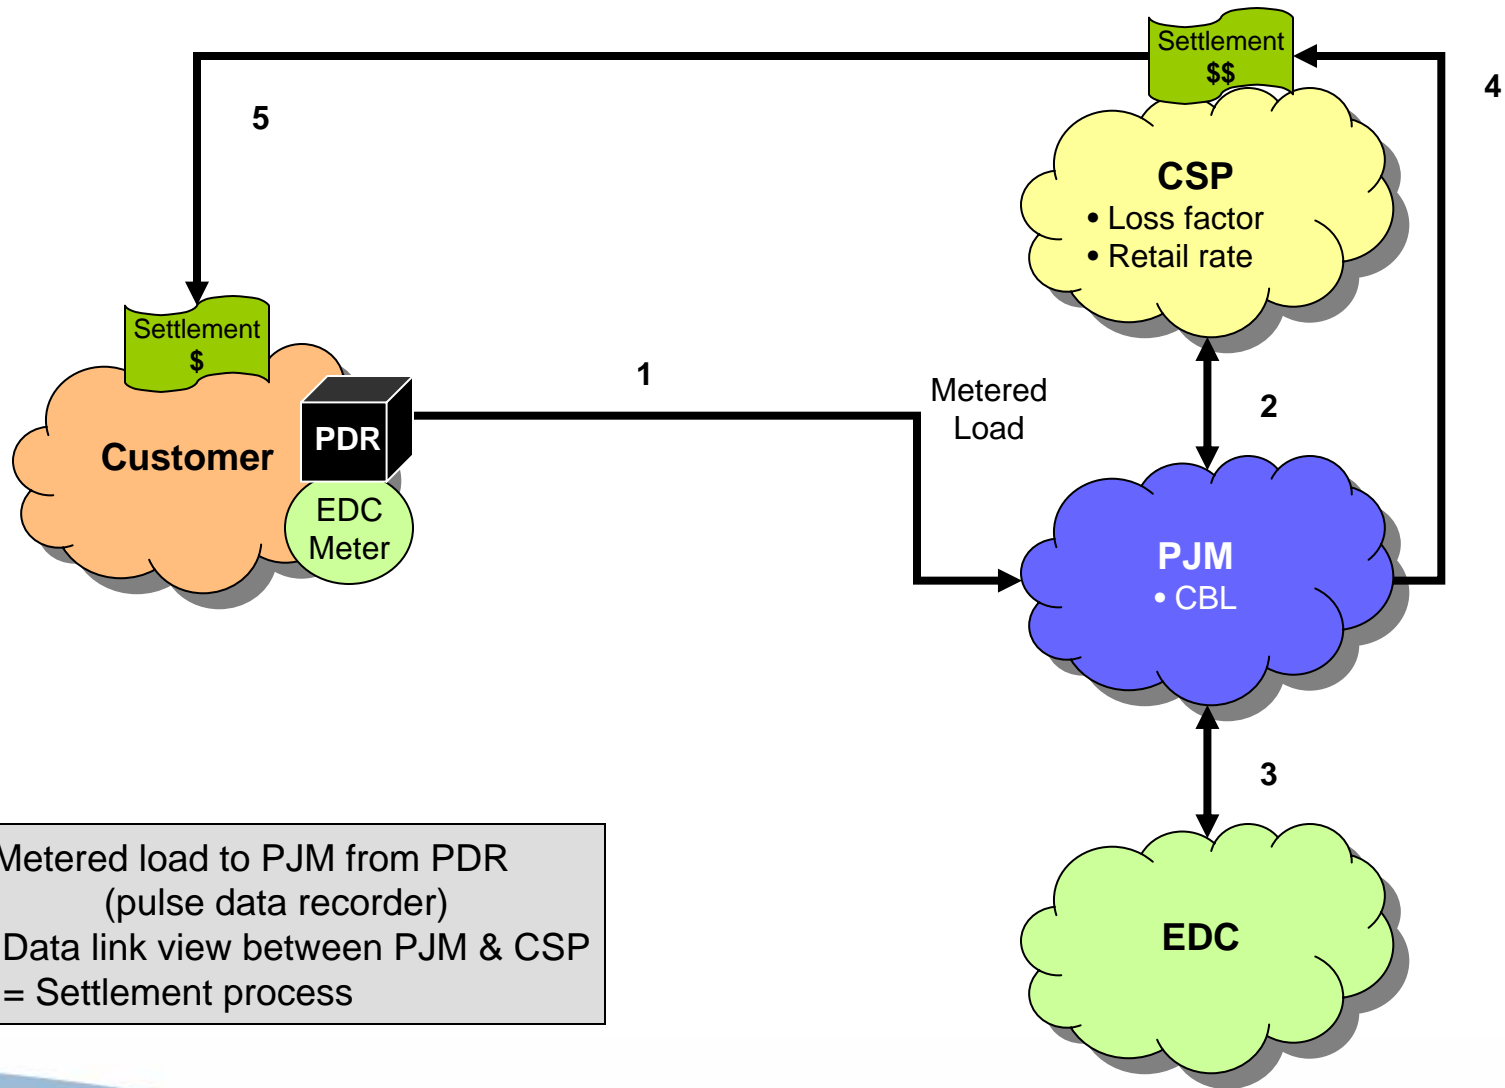 Settlement
$$
4
5
CSP
• Loss factor
• Retail rate
Settlement
$
1
Metered
Load
2
Customer
PDR
EDC
Meter
PJM
• CBL
3
EDC
Metered load to PJM from PDR
(pulse data recorder)
Data link view between PJM & CSP
= Settlement process